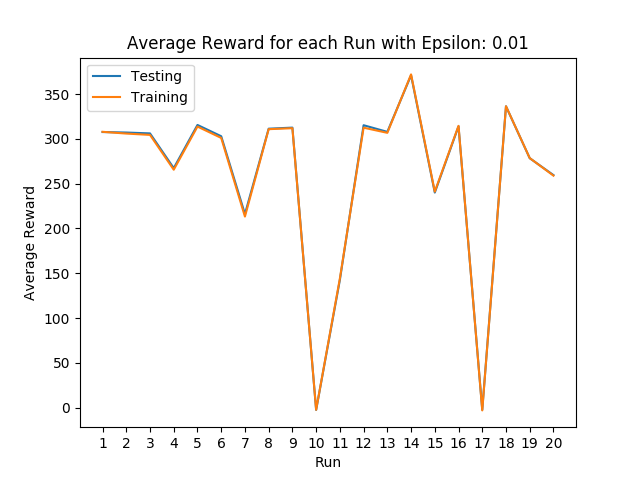 Average Reward for each Run with Epsilon: 0.01
Testing
Training
350
300
250
200
150
100
50
0
Average Reward
1 2 3 4 5 6 7 8 9 10 11 12 13 14 15 16 17 18 19 20
Run